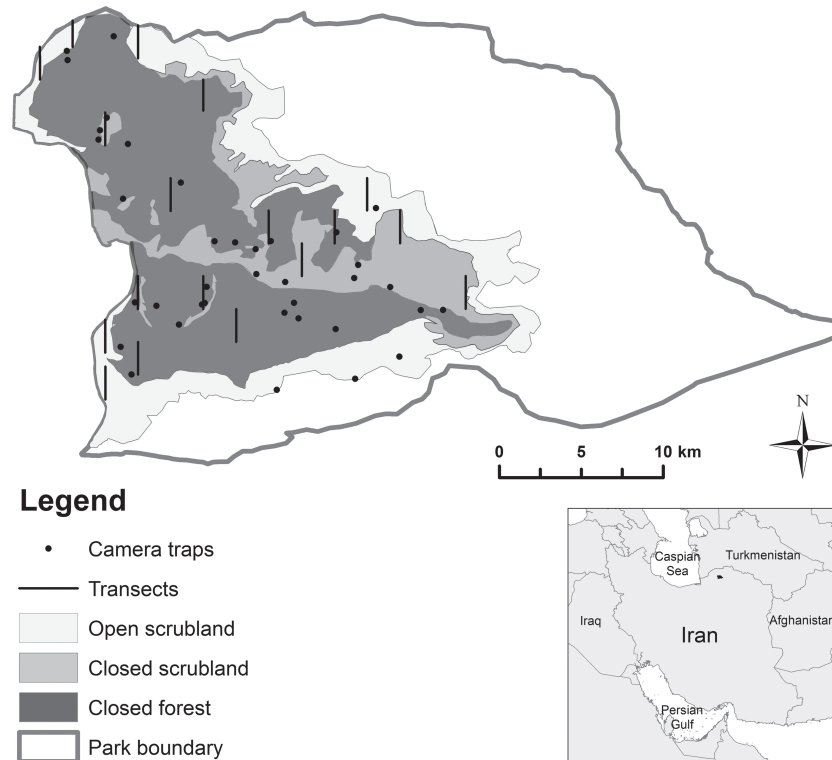 N
0 5 10 km
Legend
Camera traps
Transects
Open scrubland
Closed scrubland
Closed forest
Park boundary
Caspian
Sea
Turkmenistan
Iraq
Iran
Afghanistan
Persian
Gulf